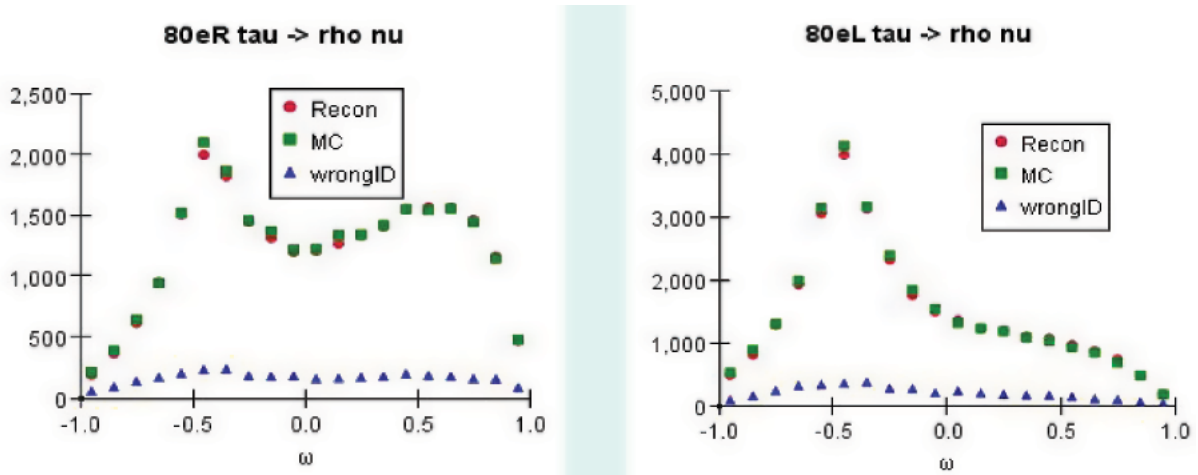 80eR tau -> rho nu
2,500
2,000
1,500
1,000
500
0
-1.0
-0.5
0.0
0.5
1.0
ω
Recon
MC
wrongID
80eL tau -> rho nu
5,000
4,000
3,000
2,000
1,000
0
-1.0
-0.5
0.0
0.5
1.0
ω
Recon
MC
wrongID